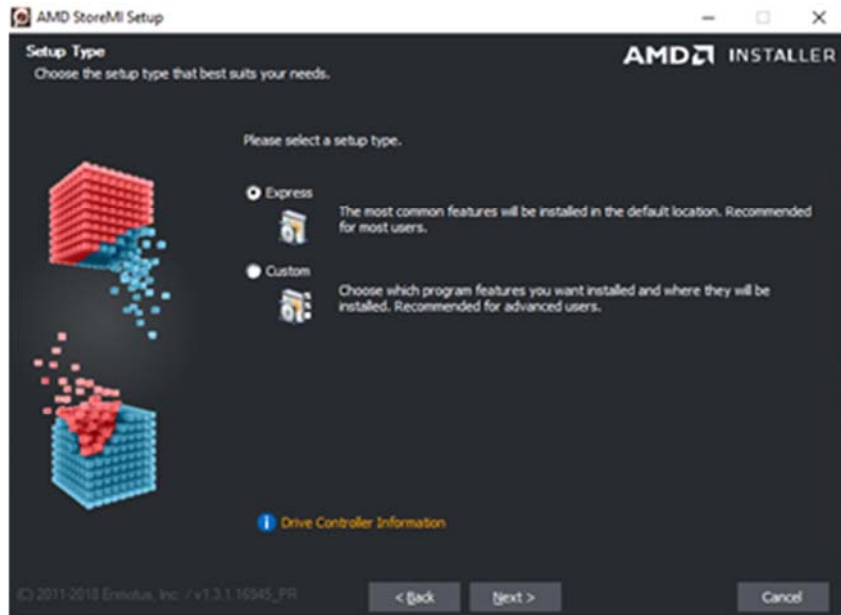 AMD StoreMI Setup
Setup Type
Choose the setup type that best suits your needs.
AMD INSTALLER
Please select a setup type.
Express
The most common features will be installed in the default location. Recommended
for most users.
Custom
Choose which program features you want installed and where they will be
installed. Recommended for advanced users.
Drive Controller Information
(C) 2011-2018 Enmotus, Inc. / v1.3.1.16945_PR
< Back
Next >
Cancel